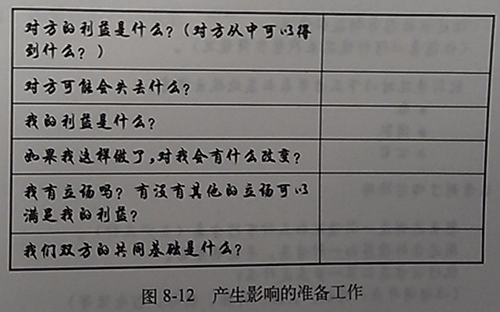 对方的利益是什么？（对方从中可以得
到什么？）
对方可能会失去什么？
我的利益是什么？
如果我这样做了，对我会有什么改变？
我有立场吗？有没有其他的立场可以
满足我的利益？
我们双方的共同基础是什么？
图 8-12 产生影响的准备工作